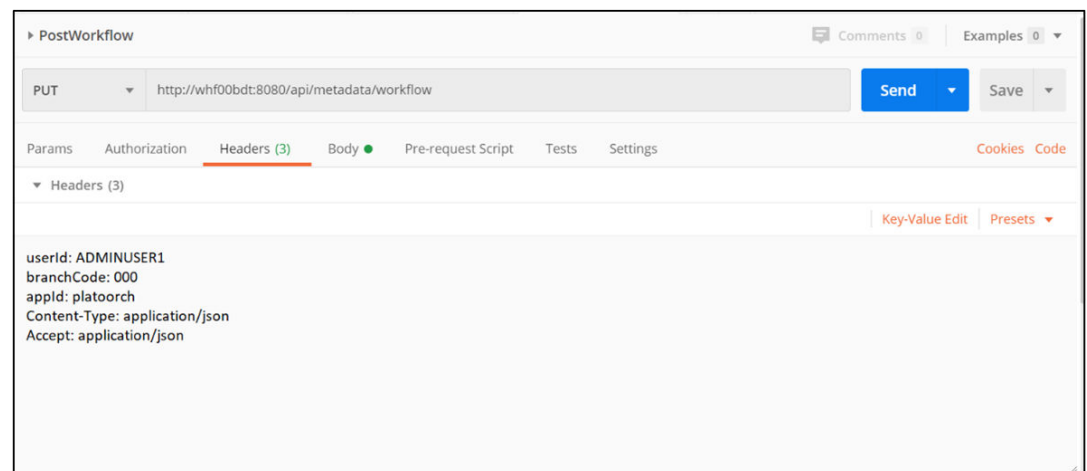 PostWorkflow Comments 0 Examples 0
PUT http://whf00bdt:8080/api/metadata/workflow Send Save
Params Authorization Headers (3) Body Pre-request Script Tests Settings Cookies Code
Headers (3)
Key-Value Edit Presets
userId: ADMINUSER1
branchCode: 000
appId: platoorch
Content-Type: application/json
Accept: application/json